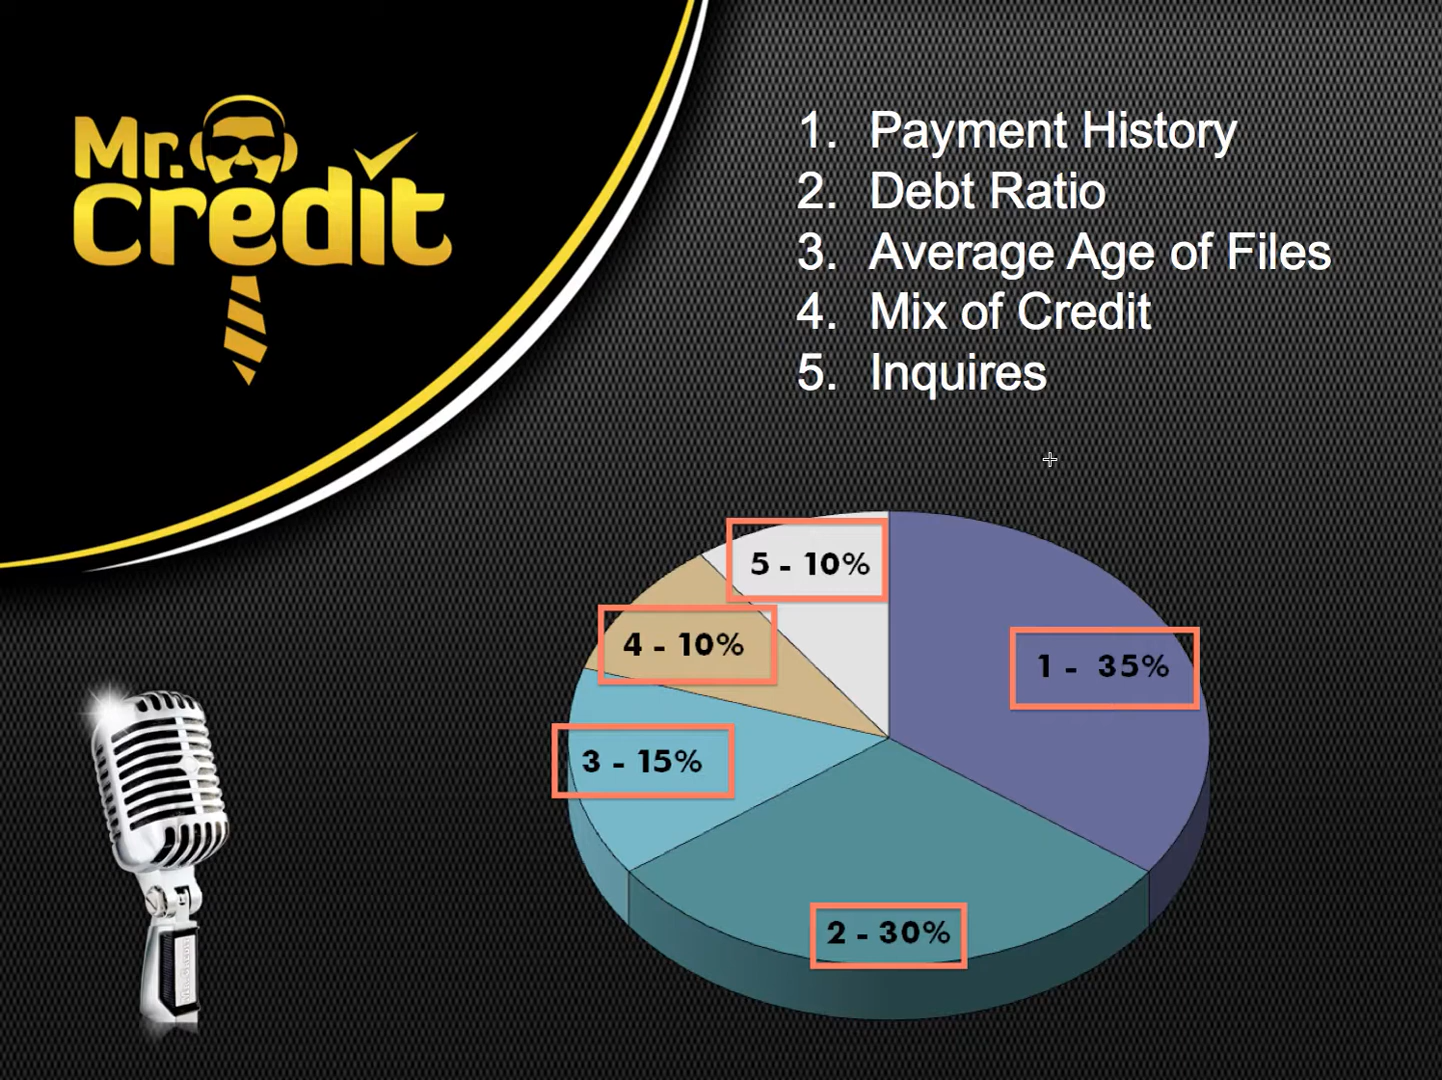 Mr.
Credit
1. Payment History
2. Debt Ratio
3. Average Age of Files
4. Mix of Credit
5. Inquires
5 - 10%
4 - 10%
1 - 35%
3 - 15%
2 - 30%